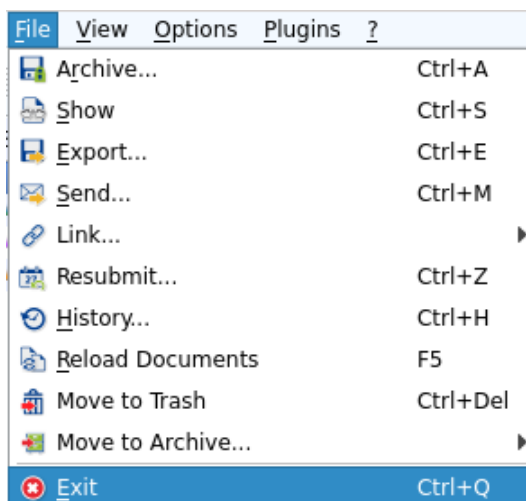 File View Options Plugins ?
Archive... Ctrl+A
Show Ctrl+S
Export... Ctrl+E
Send... Ctrl+M
Link...
Resubmit... Ctrl+Z
History... Ctrl+H
Reload Documents F5
Move to Trash Ctrl+Del
Move to Archive...
Exit Ctrl+Q